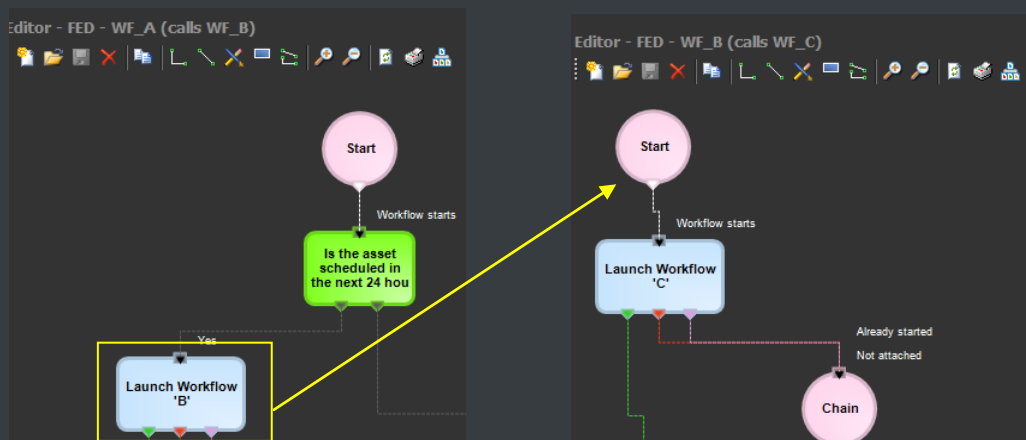 Editor - FED - WF_A (calls WF_B)
Start
Workflow starts
Is the asset
scheduled in
the next 24 hou
Yes
Launch Workflow
'B'
Editor - FED - WF_B (calls WF_C)
Start
Workflow starts
Launch Workflow
'C'
Already started
Not attached
Chain